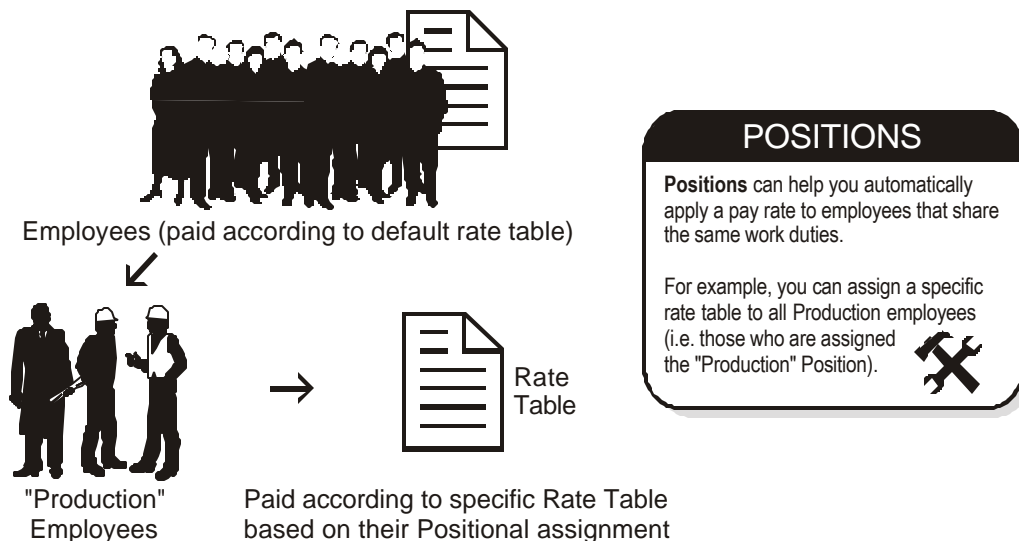 Employees (paid according to default rate table)
"Production"
Employees
Rate
Table
Paid according to specific Rate Table
based on their Positional assignment
POSITIONS
Positions can help you automatically
apply a pay rate to employees that share
the same work duties.
For example, you can assign a specific
rate table to all Production employees
(i.e. those who are assigned
the "Production" Position).